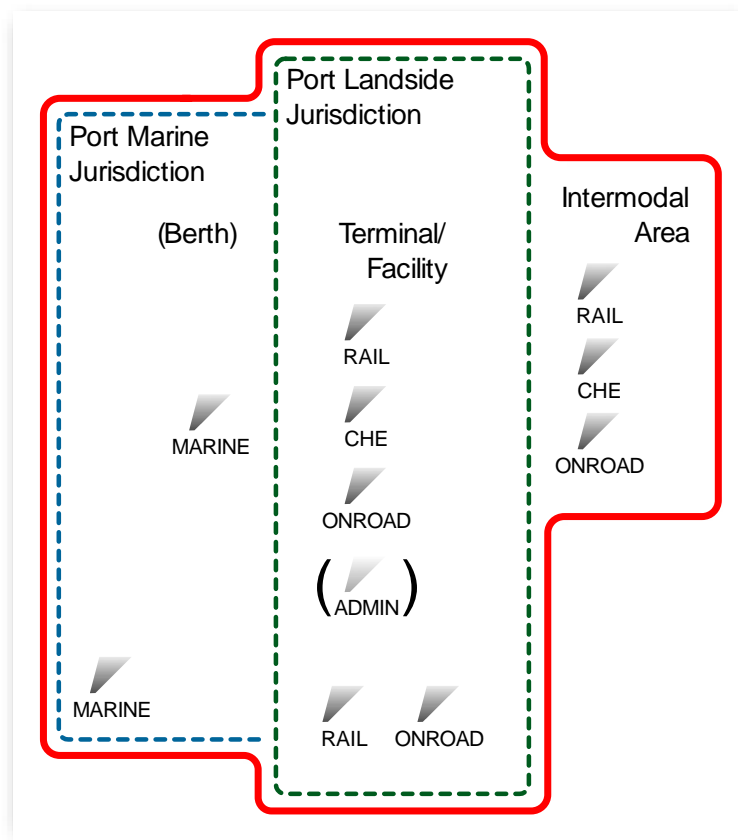 Port Landside
Jurisdiction
Port Marine
Jurisdiction
(Berth)
Terminal/
Facility
Intermodal
Area
RAIL
CHE
ONROAD
RAIL
CHE
ONROAD
(ADMIN)
MARINE
MARINE
RAIL
ONROAD